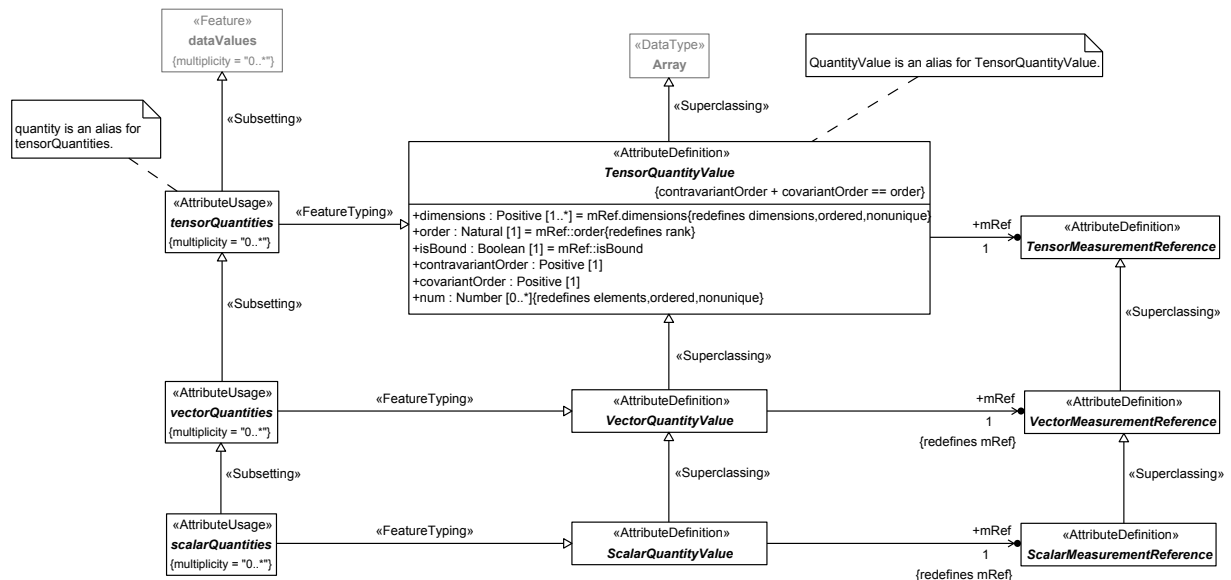 «Feature»
dataValues
{multiplicity = "0..*"}
«DataType»
Array
QuantityValue is an alias for TensorQuantityValue.
quantity is an alias for
tensorQuantities.
«Subsetting»
«Superclassing»
«AttributeDefinition»
TensorQuantityValue
{contravariantOrder + covariantOrder == order}
+dimensions : Positive [1..*] = mRef.dimensions{redefines dimensions,ordered,nonunique}
+order : Natural [1] = mRef::order{redefines rank}
+isBound : Boolean [1] = mRef::isBound
+contravariantOrder : Positive [1]
+covariantOrder : Positive [1]
+num : Number [0..*]{redefines elements,ordered,nonunique}
«AttributeUsage»
tensorQuantities
{multiplicity = "0..*"}
«FeatureTyping»
+mRef
1
«AttributeDefinition»
TensorMeasurementReference
«Subsetting»
«Superclassing»
«Superclassing»
«AttributeUsage»
vectorQuantities
{multiplicity = "0..*"}
«FeatureTyping»
«AttributeDefinition»
VectorQuantityValue
+mRef
1
{redefines mRef}
«AttributeDefinition»
VectorMeasurementReference
«Subsetting»
«Superclassing»
«Superclassing»
«AttributeUsage»
scalarQuantities
{multiplicity = "0..*"}
«FeatureTyping»
«AttributeDefinition»
ScalarQuantityValue
+mRef
1
{redefines mRef}
«AttributeDefinition»
ScalarMeasurementReference